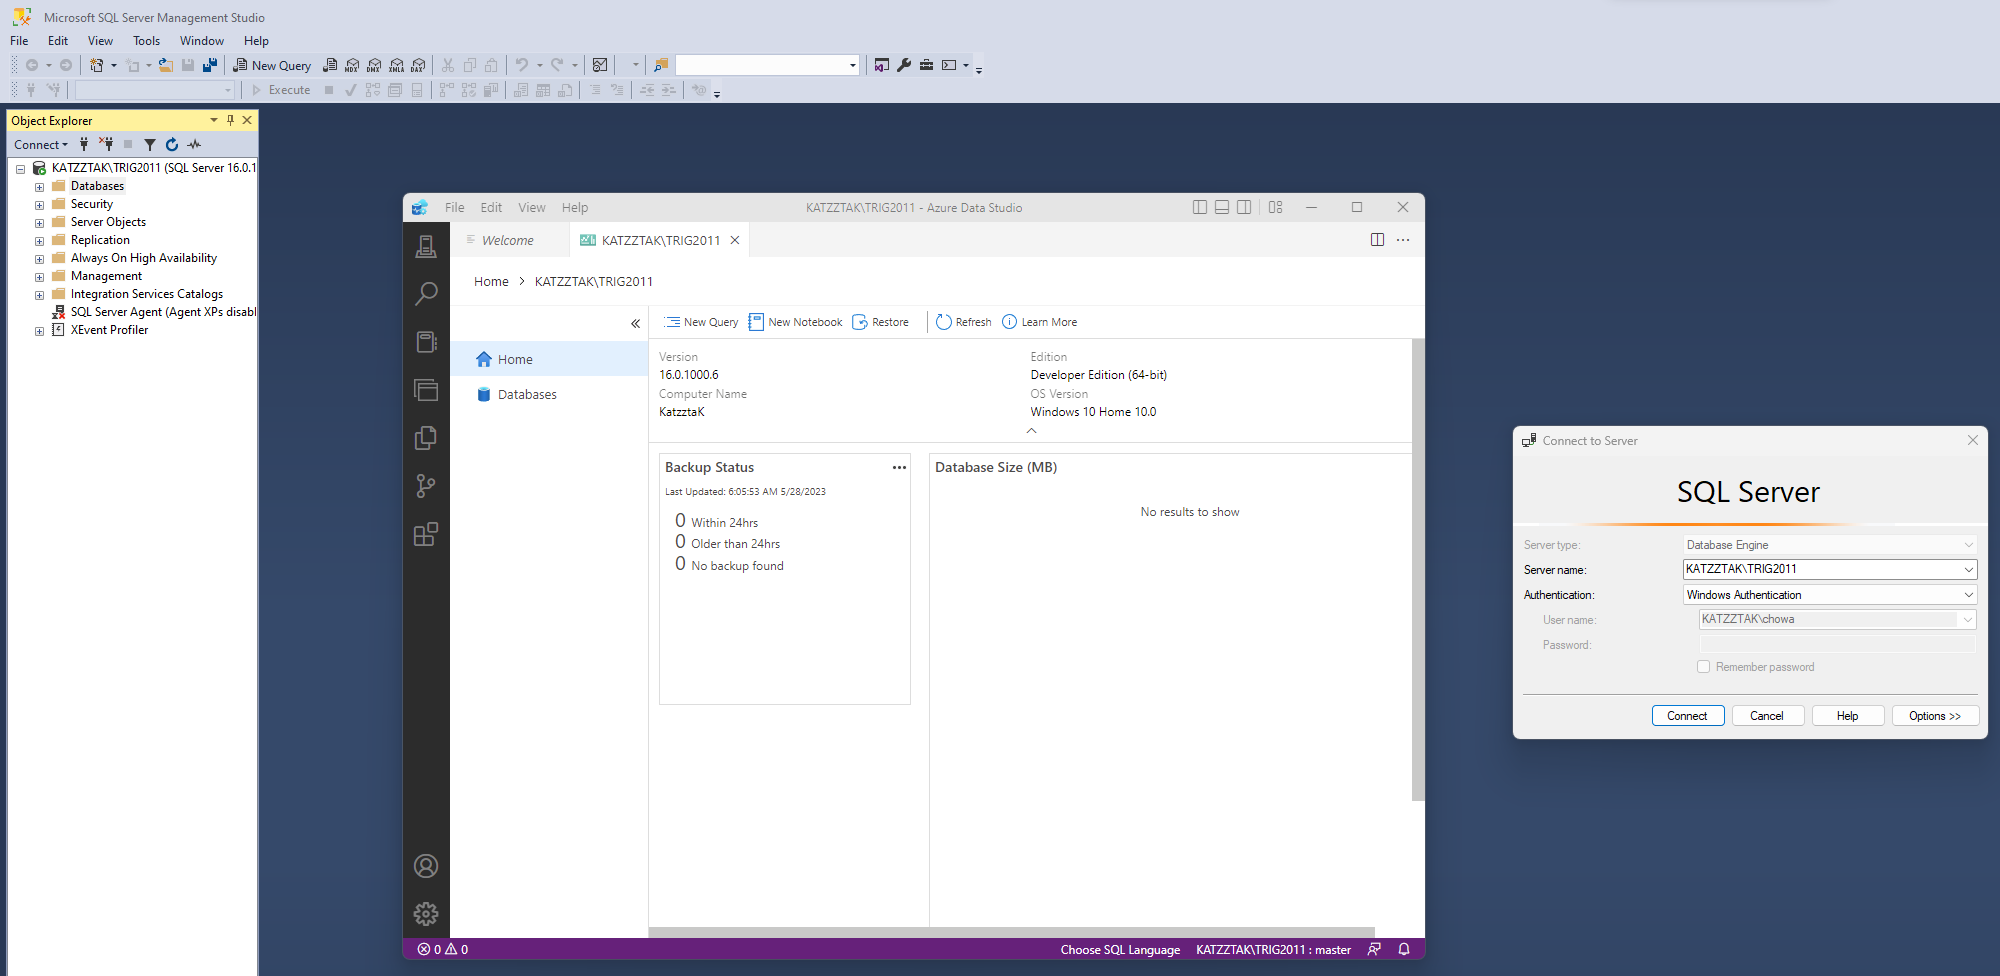 Microsoft SQL Server Management Studio
File Edit View Tools Window Help
New Query MDX DMX XMLA DAX
Execute
Object Explorer
Connect
KATZZTAK\TRIG2011 (SQL Server 16.0.1
Databases
Security
Server Objects
Replication
Always On High Availability
Management
Integration Services Catalogs
SQL Server Agent (Agent XPs disabl
XEvent Profiler
File Edit View Help
KATZZTAK\TRIG2011 - Azure Data Studio
Welcome
KATZZTAK\TRIG2011
Home > KATZZTAK\TRIG2011
New Query New Notebook Restore Refresh Learn More
Home
Databases
Version
16.0.1000.6
Computer Name
KatzztaK
Edition
Developer Edition (64-bit)
OS Version
Windows 10 Home 10.0
Backup Status
Last Updated: 6:05:53 AM 5/28/2023
0 Within 24hrs
0 Older than 24hrs
0 No backup found
Database Size (MB)
No results to show
0 0
Choose SQL Language KATZZTAK\TRIG2011 : master
Connect to Server
SQL Server
Server type: Database Engine
Server name: KATZZTAK\TRIG2011
Authentication: Windows Authentication
User name: KATZZTAK\chowa
Password:
Remember password
Connect Cancel Help Options >>